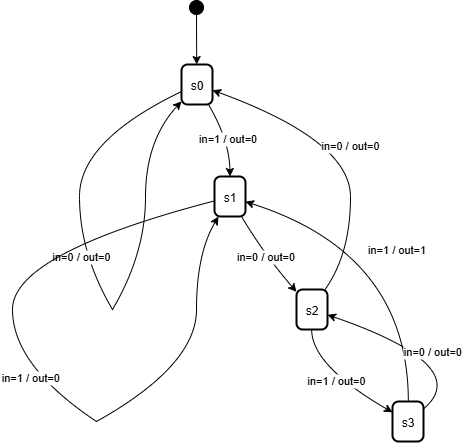 s0
in=1 / out=0
in=0 / out=0
s1
in=0 / out=0
in=0 / out=0
in=1 / out=1
s2
in=0 / out=0
in=1 / out=0
in=1 / out=0
s3